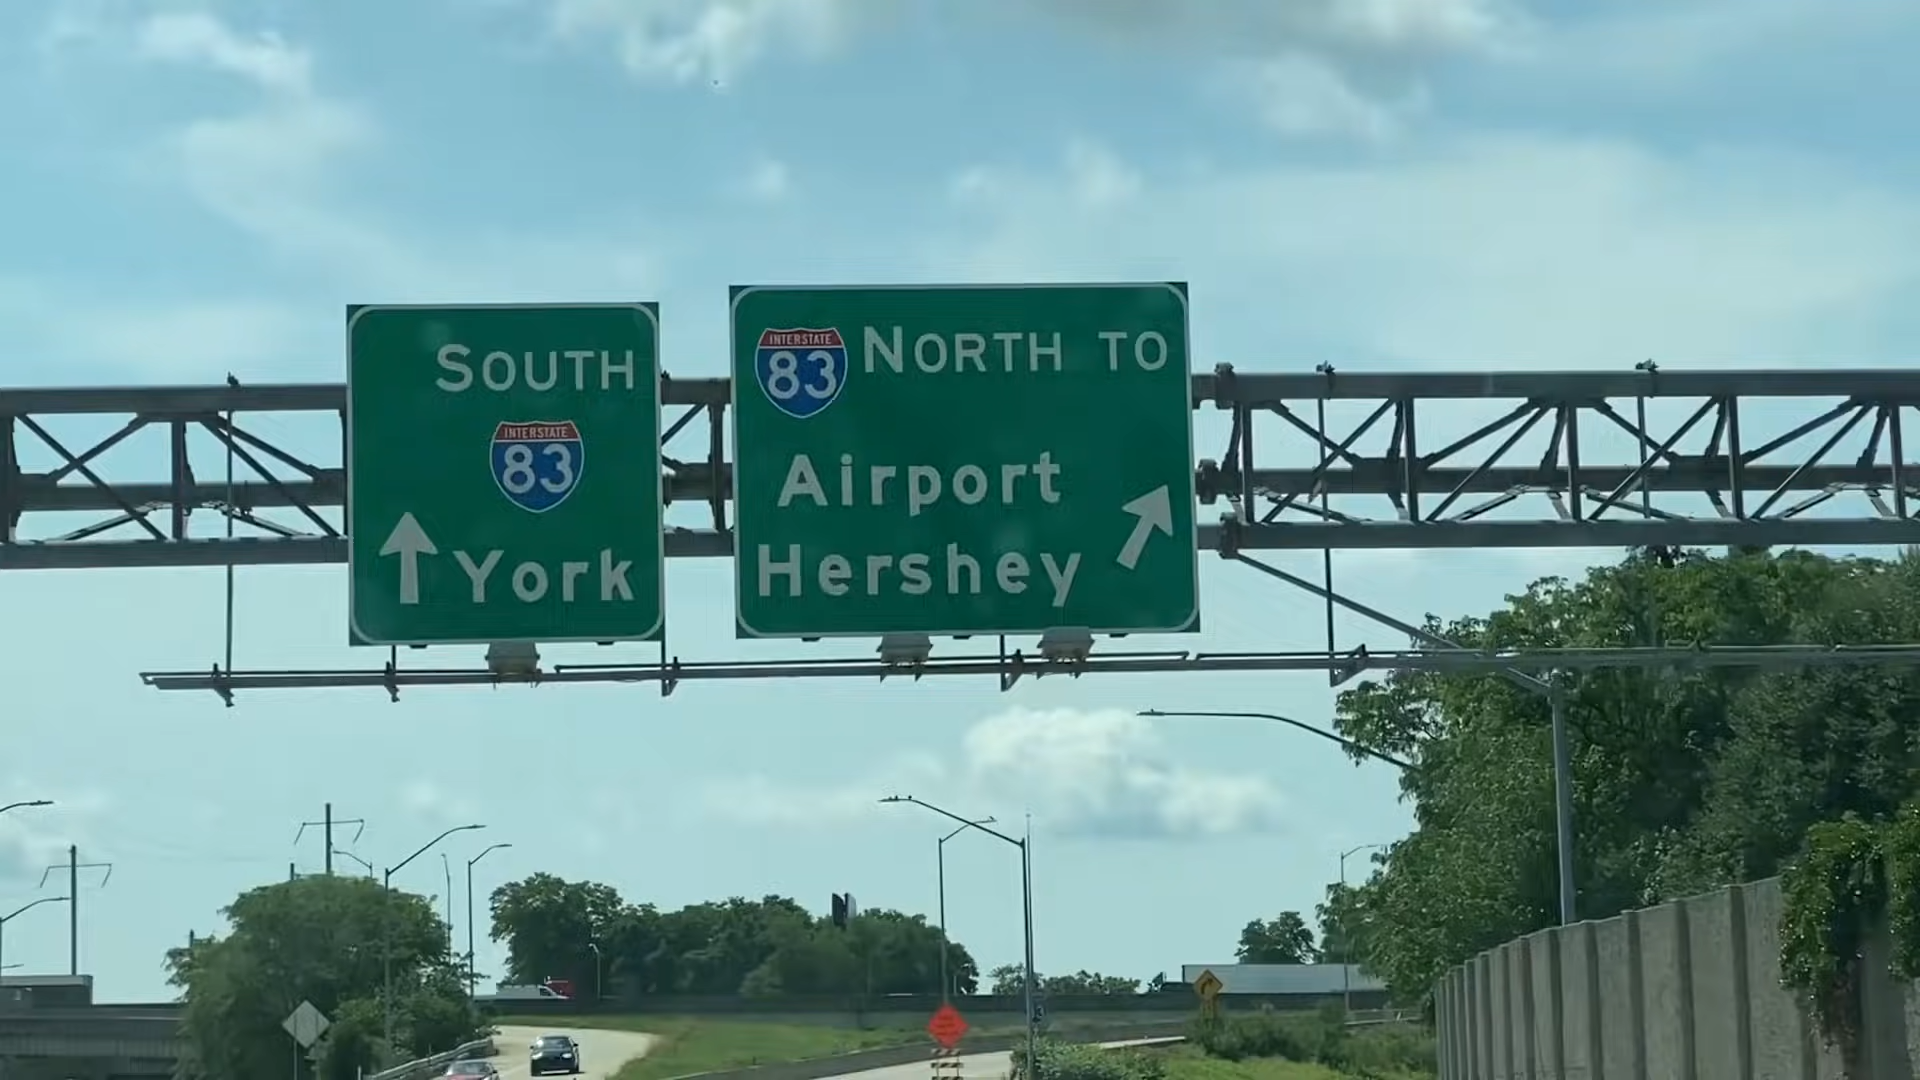 SOUTH
INTERSTATE
83
York
INTERSTATE
83
NORTH TO
Airport
Hershey